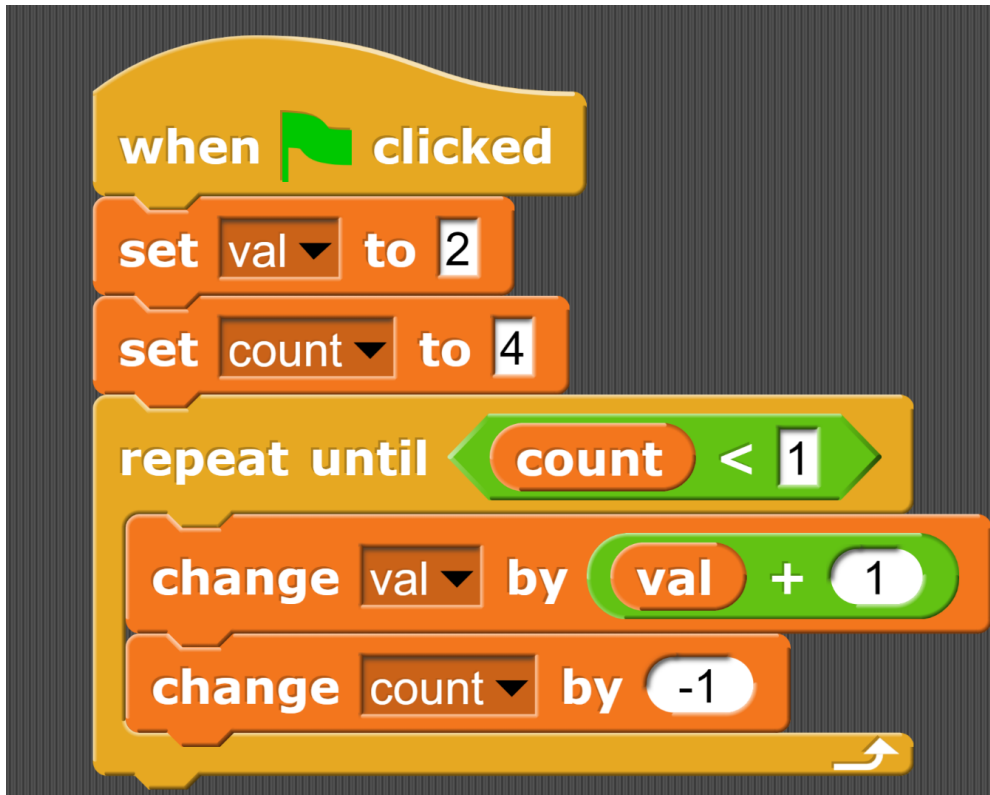 when clicked
set val to 2
set count to 4
repeat until count < 1
change val by val + 1
change count by -1